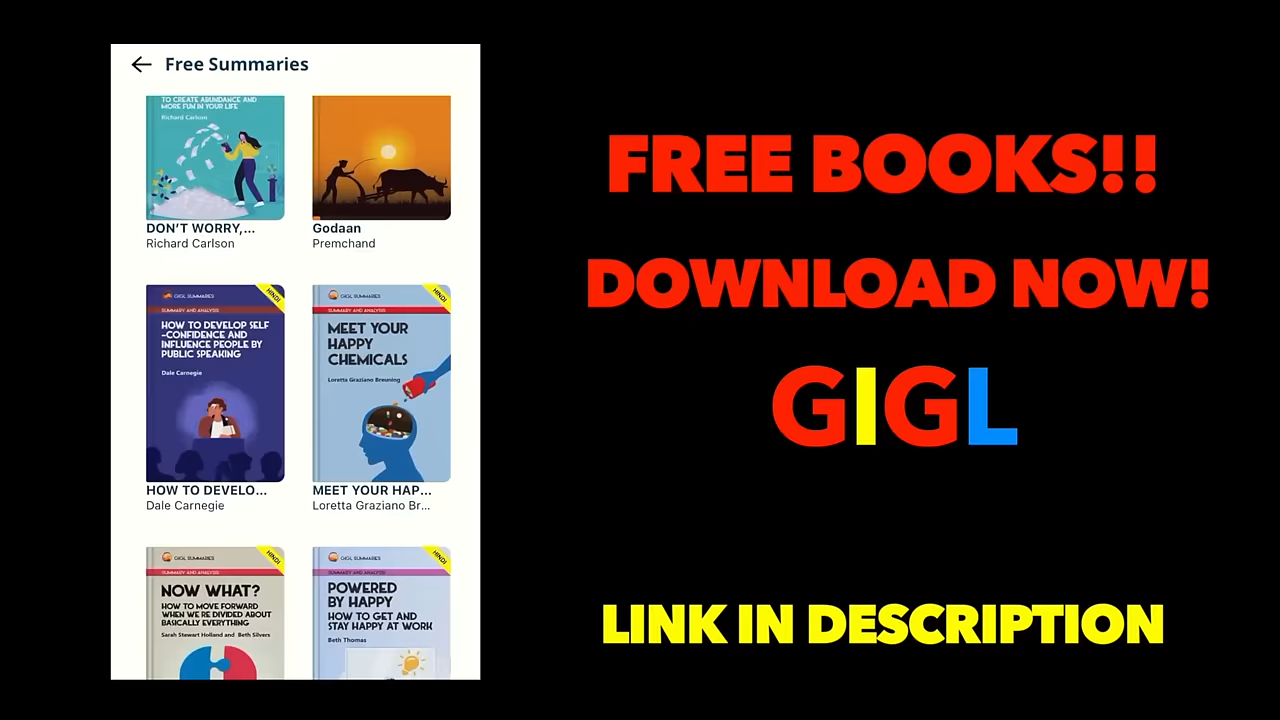 ← Free Summaries
TO CREATE ABUNDANCE AND
MORE FUN IN YOUR LIFE
Richard Carlson
DON'T WORRY,...
Richard Carlson
Godaan
Premchand
GIGL SUMMARIES
HINDI
SUMMARY AND ANALYSIS
HOW TO DEVELOP SELF
-CONFIDENCE AND
INFLUENCE PEOPLE BY
PUBLIC SPEAKING
Dale Carnegie
HOW TO DEVELO...
Dale Carnegie
GIGL SUMMARIES
HINDI
SUMMARY AND ANALYSIS
MEET YOUR
HAPPY
CHEMICALS
Loretta Graziano Breuning
MEET YOUR HAP...
Loretta Graziano Br...
GIGL SUMMARIES
HINDI
SUMMARY AND ANALYSIS
NOW WHAT?
HOW TO MOVE FORWARD
WHEN WE RE DIVIDED ABOUT
BASICALLY EVERYTHING
Sarah Stewart Holland and Beth Silvers
GIGL SUMMARIES
HINDI
SUMMARY AND ANALYSIS
POWERED
BY HAPPY
HOW TO GET AND
STAY HAPPY AT WORK
Beth Thomas
FREE BOOKS!!
DOWNLOAD NOW!
GIGL
LINK IN DESCRIPTION